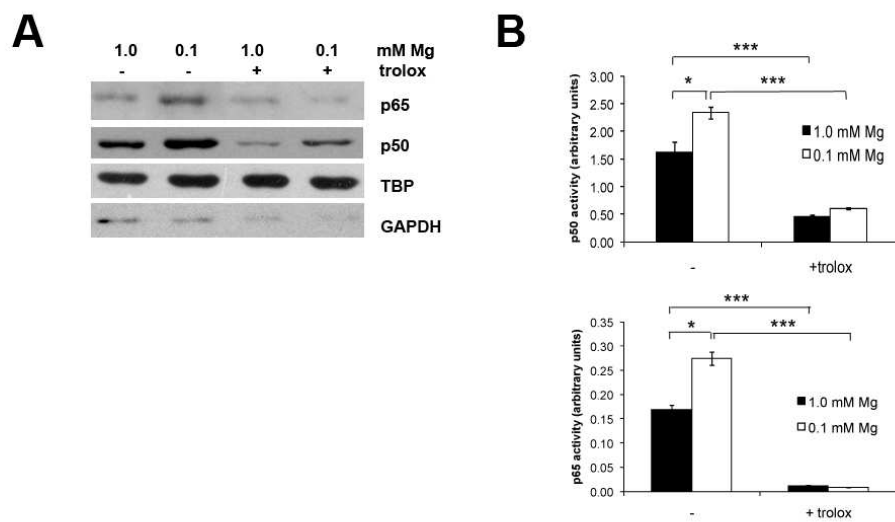 A
1.0 0.1 1.0 0.1 mM Mg
- - + + trolox
p65
p50
TBP
GAPDH
B
***
* ***
p50 activity (arbitrary units)
3.00
2.50
2.00
1.50
1.00
0.50
0.00
1.0 mM Mg
0.1 mM Mg
- +trolox
***
* ***
p65 activity (arbitrary units)
0.35
0.30
0.25
0.20
0.15
0.10
0.05
0.00
1.0 mM Mg
0.1 mM Mg
- + trolox